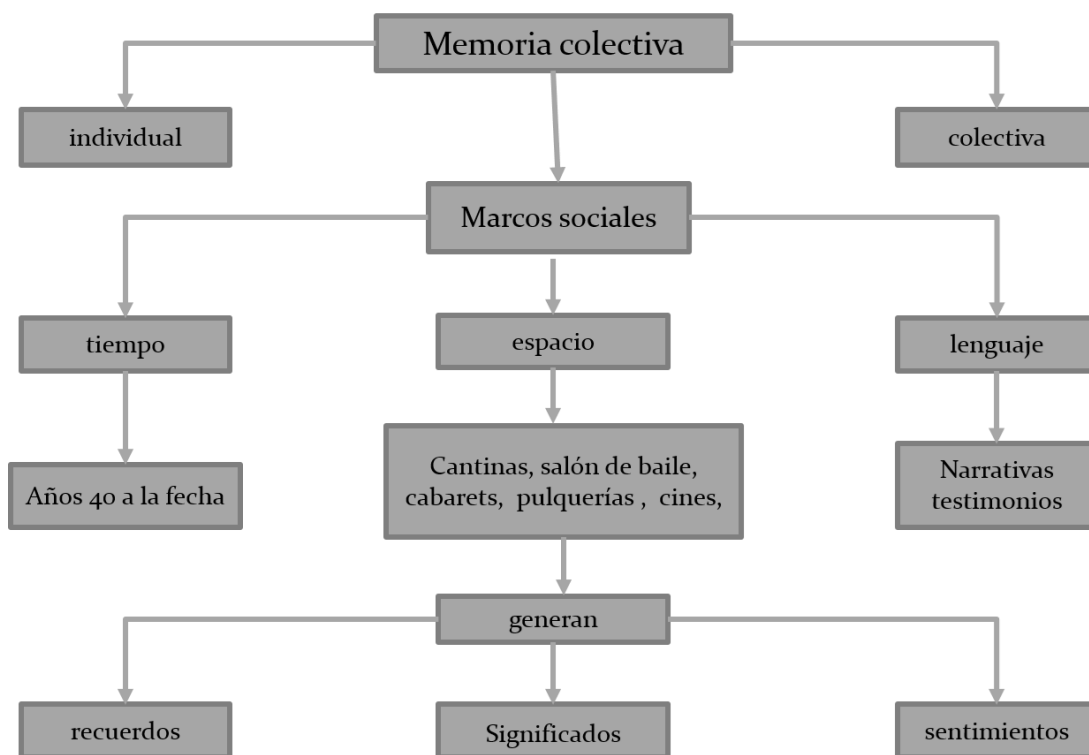 Memoria colectiva
individual
colectiva
Marcos sociales
tiempo
espacio
lenguaje
Años 40 a la fecha
Cantinas, salón de baile,
cabarets, pulquerías , cines,
Narrativas
testimonios
generan
recuerdos
Significados
sentimientos